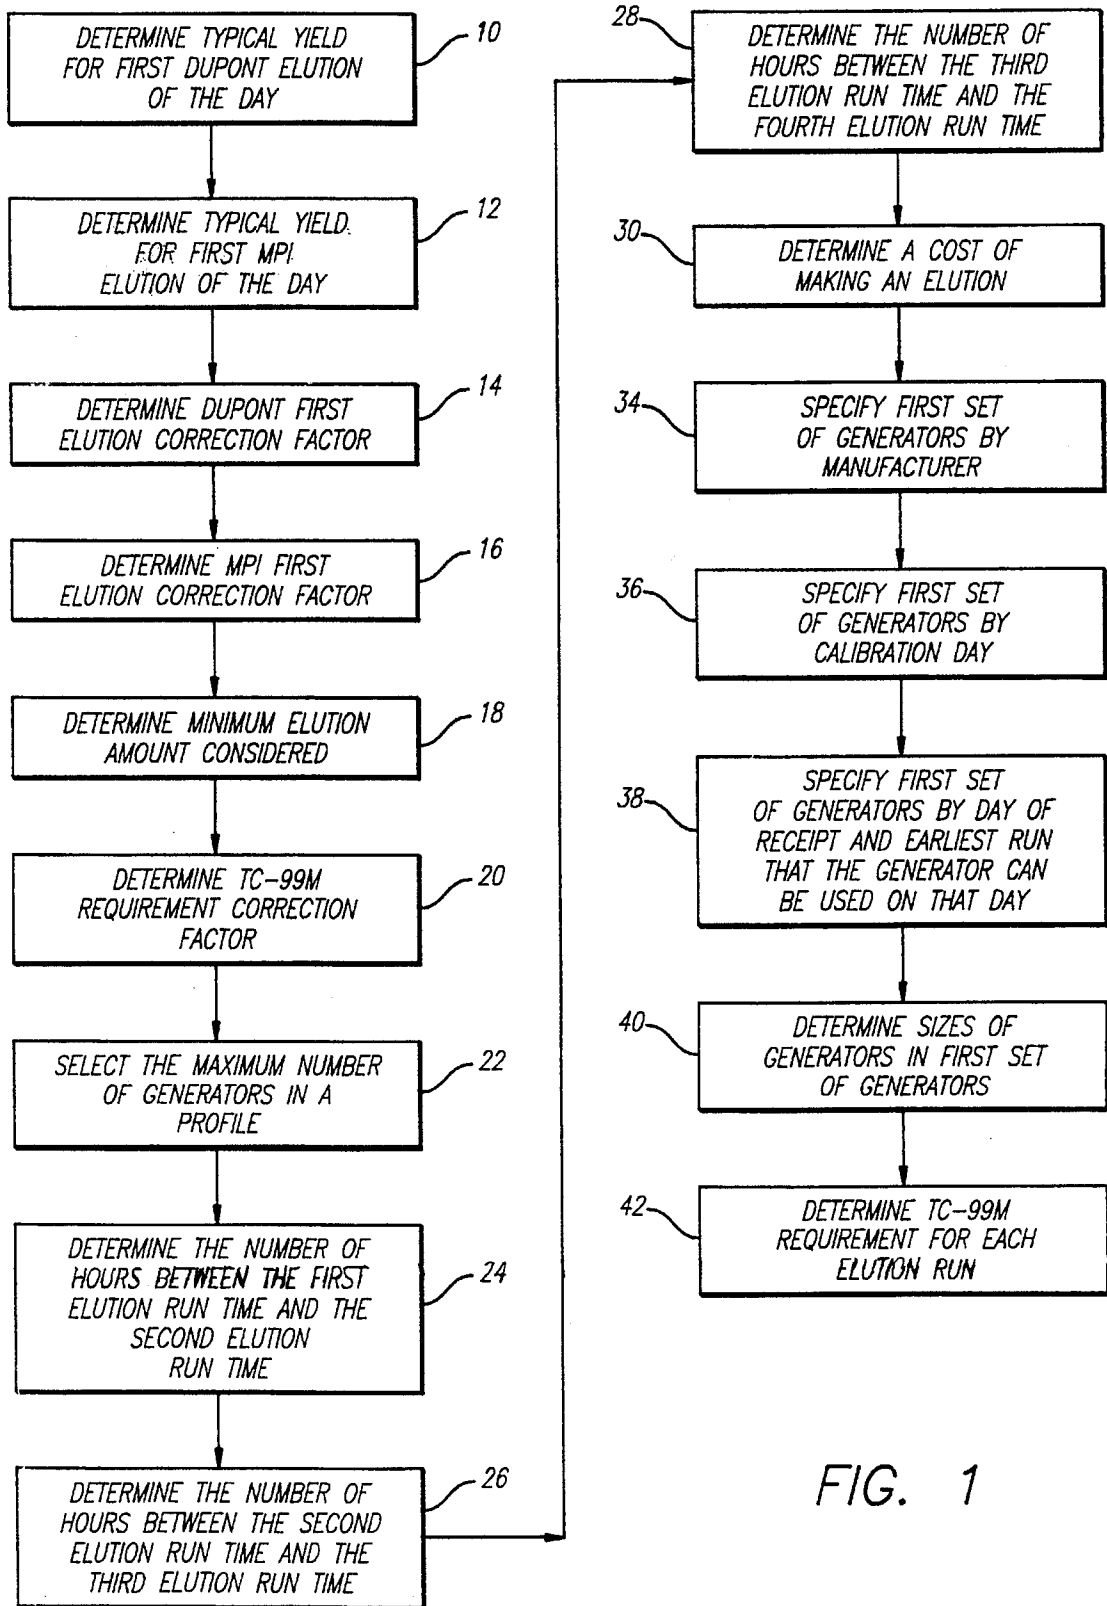 DETERMINE TYPICAL YIELD
FOR FIRST DUPONT ELUTION
OF THE DAY
10
DETERMINE TYPICAL YIELD
FOR FIRST MPI
ELUTION OF THE DAY
12
DETERMINE DUPONT FIRST
ELUTION CORRECTION FACTOR
14
DETERMINE MPI FIRST
ELUTION CORRECTION FACTOR
16
DETERMINE MINIMUM ELUTION
AMOUNT CONSIDERED
18
DETERMINE TC-99M
REQUIREMENT CORRECTION
FACTOR
20
SELECT THE MAXIMUM NUMBER
OF GENERATORS IN A
PROFILE
22
DETERMINE THE NUMBER OF
HOURS BETWEEN THE FIRST
ELUTION RUN TIME AND THE
SECOND ELUTION
RUN TIME
24
DETERMINE THE NUMBER OF
HOURS BETWEEN THE SECOND
ELUTION RUN TIME AND THE
THIRD ELUTION RUN TIME
26
28
DETERMINE THE NUMBER OF
HOURS BETWEEN THE THIRD
ELUTION RUN TIME AND THE
FOURTH ELUTION RUN TIME
30
DETERMINE A COST OF
MAKING AN ELUTION
34
SPECIFY FIRST SET
OF GENERATORS BY
MANUFACTURER
36
SPECIFY FIRST SET
OF GENERATORS BY
CALIBRATION DAY
38
SPECIFY FIRST SET
OF GENERATORS BY DAY OF
RECEIPT AND EARLIEST RUN
THAT THE GENERATOR CAN
BE USED ON THAT DAY
40
DETERMINE SIZES OF
GENERATORS IN FIRST SET
OF GENERATORS
42
DETERMINE TC-99M
REQUIREMENT FOR EACH
ELUTION RUN
FIG. 1